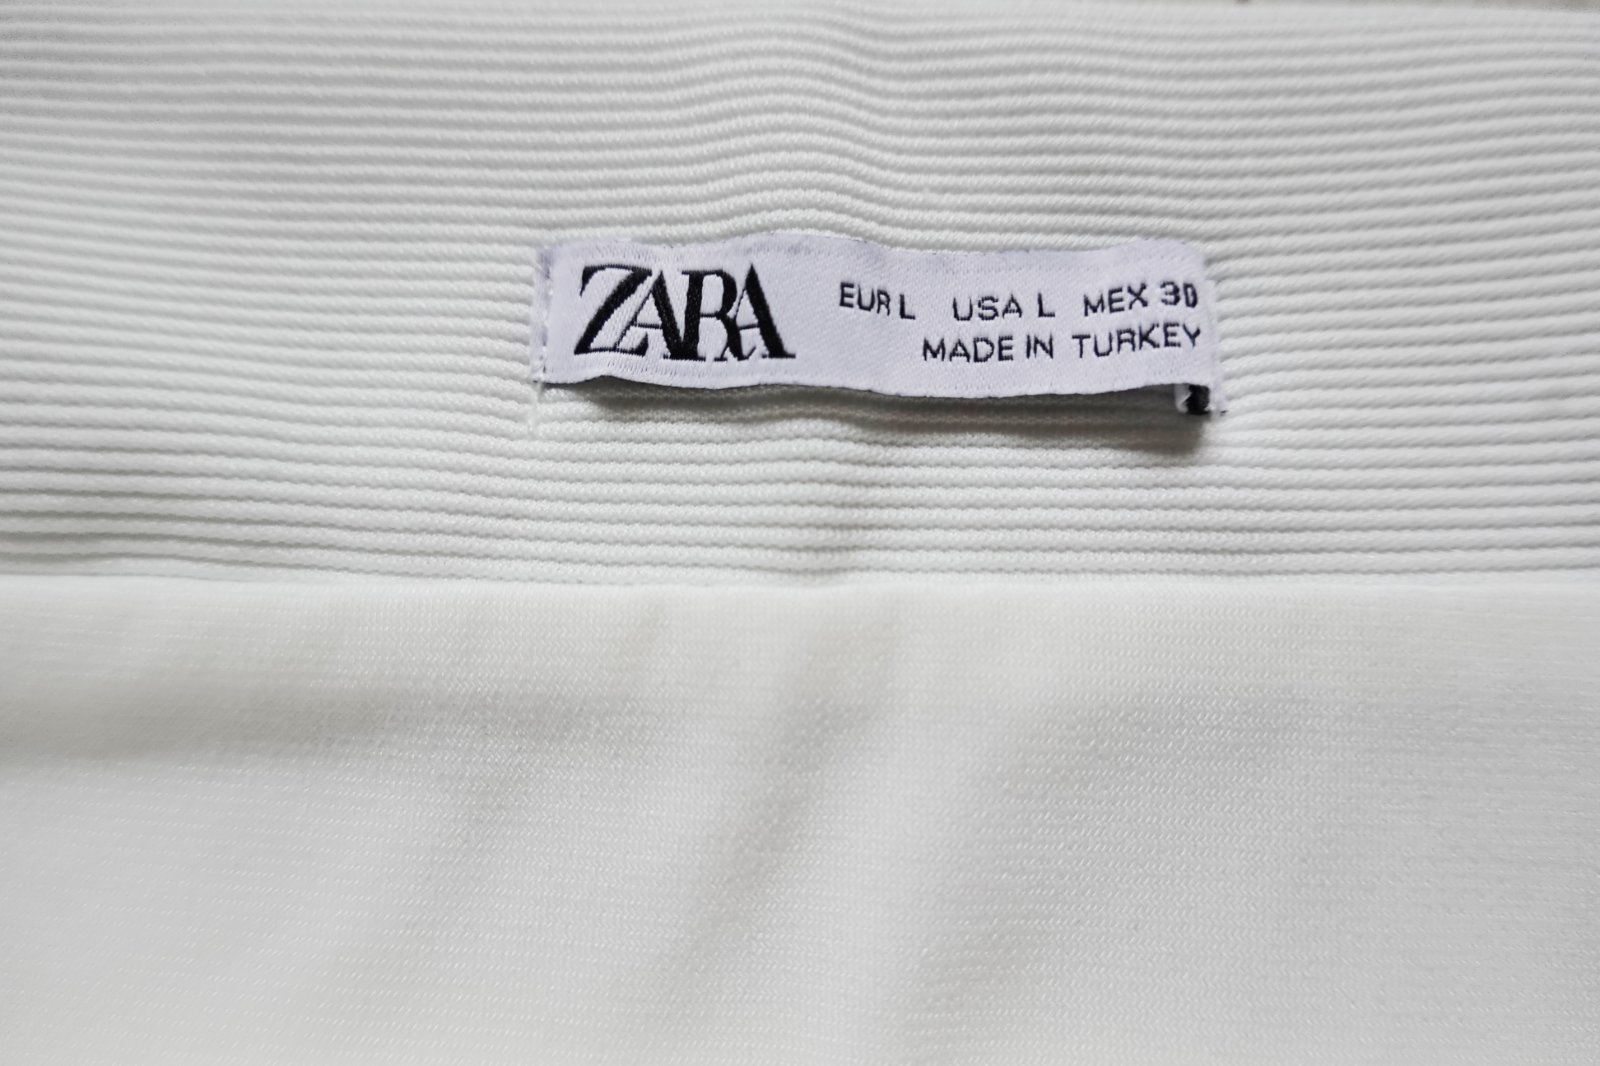 ZARA
EUR L USA L MEX 30
MADE IN TURKEY